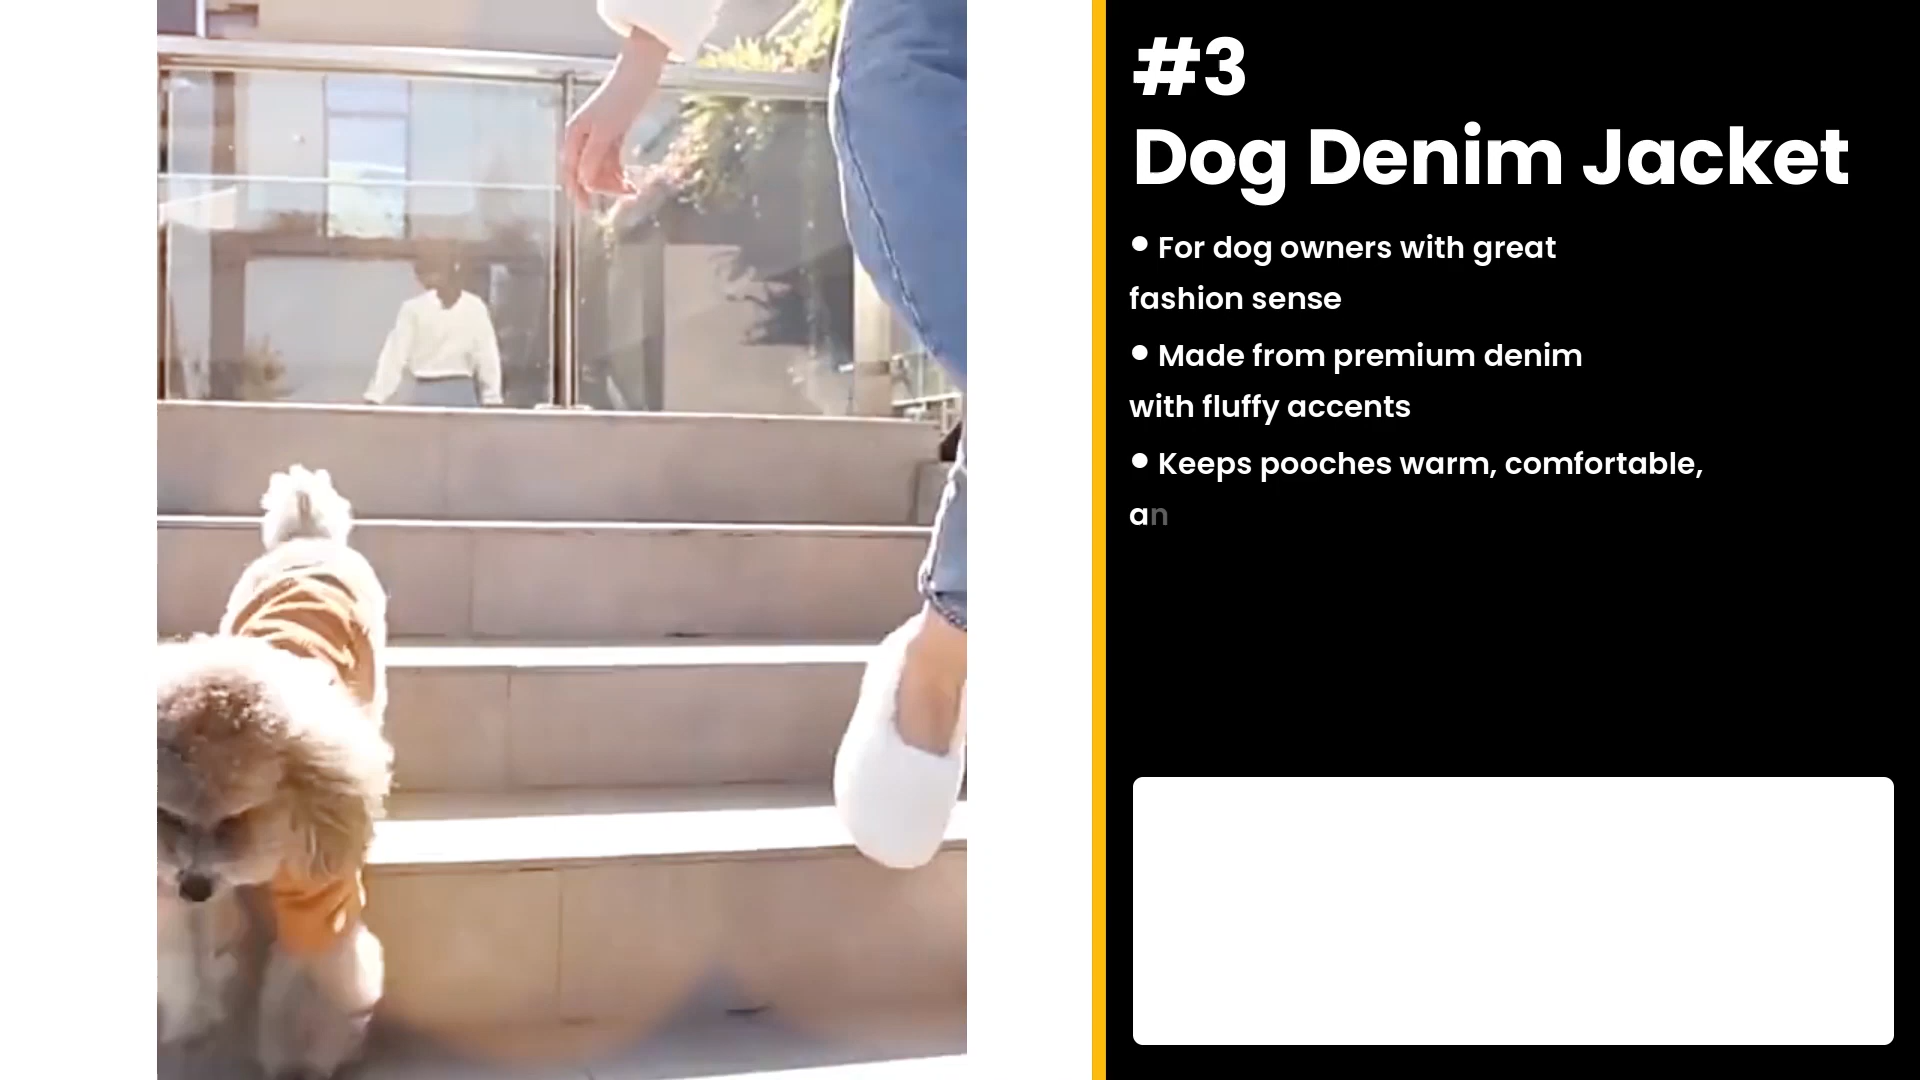 #3
Dog Denim Jacket
• For dog owners with great
fashion sense
• Made from premium denim
with fluffy accents
• Keeps pooches warm, comfortable,
an